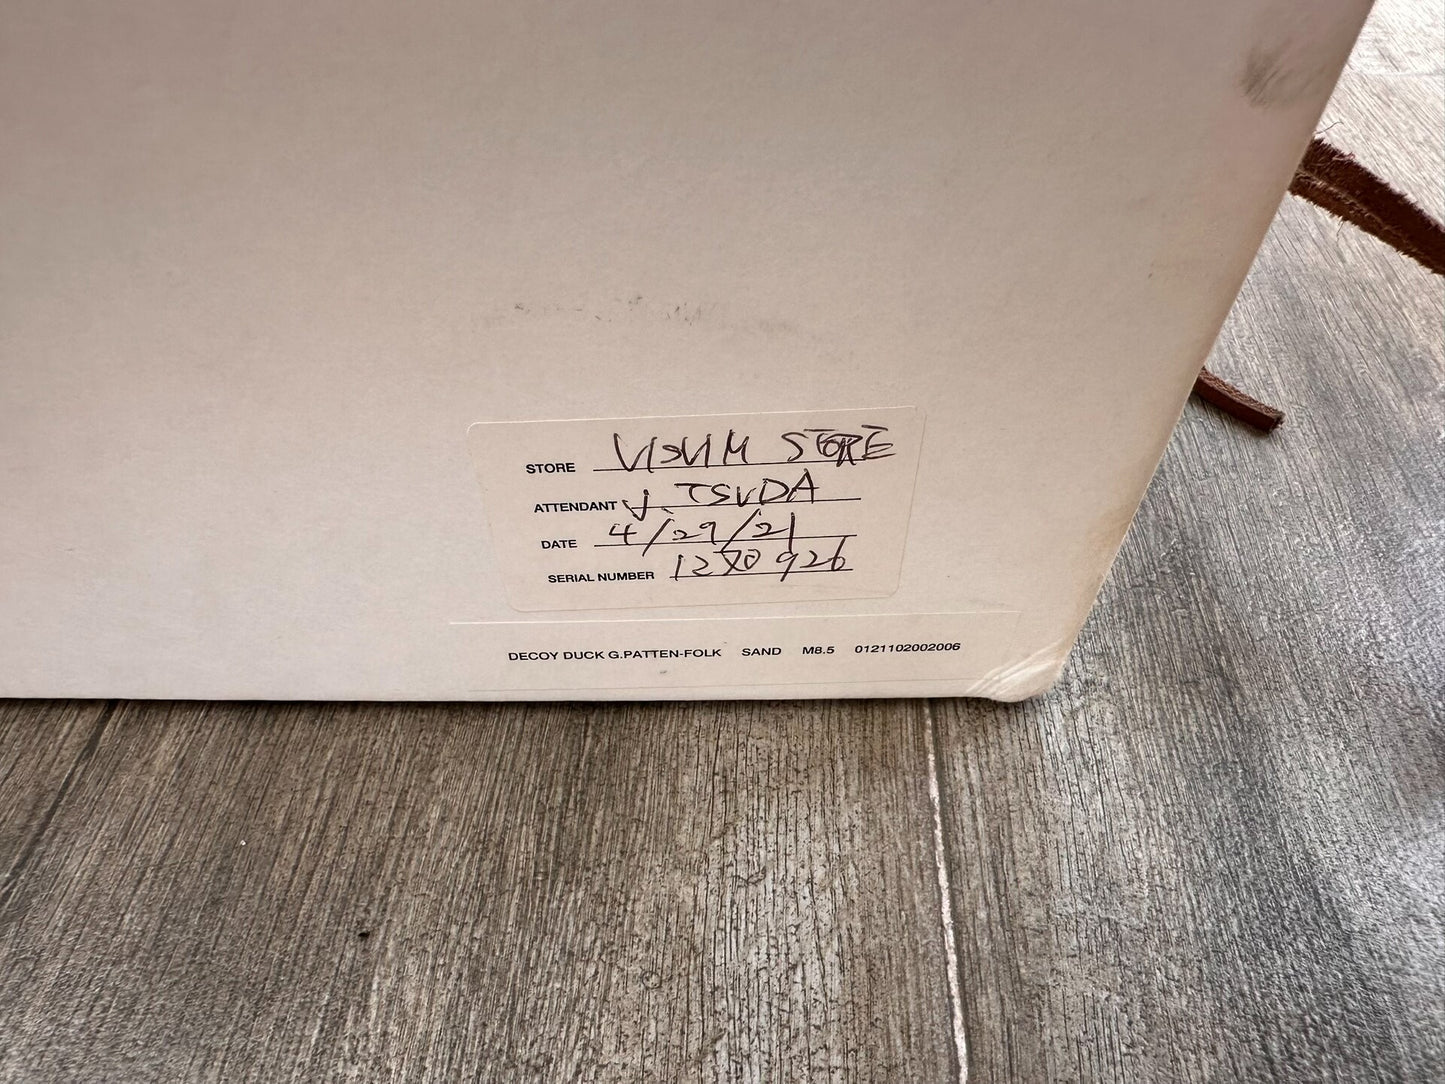 STORE VISVIM STORE
ATTENDANT J. TSUDA
DATE 4/29/21
SERIAL NUMBER 1270926
DECOY DUCK G.PATTEN-FOLK SAND M8.5 0121102002006